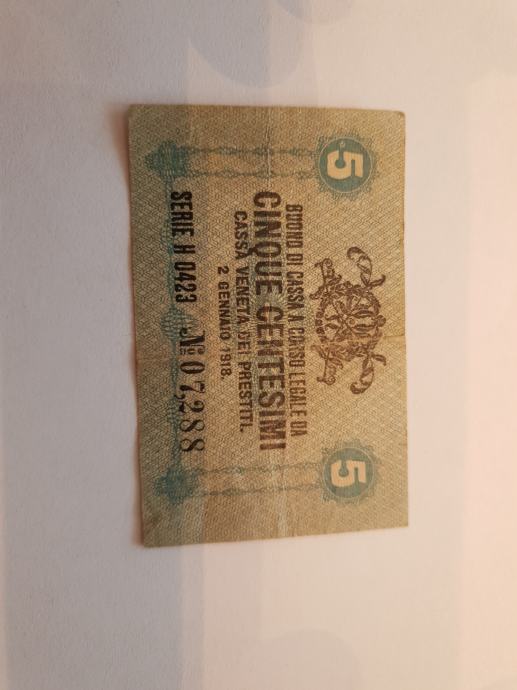 5 5
BUONO DI CASSA A CORSO LEGALE DA
CINQUE CENTESIMI
CASSA VENETA DEI PRESTITI.
2 GENNAIO 1918.
SERIE H 0423 No 07288